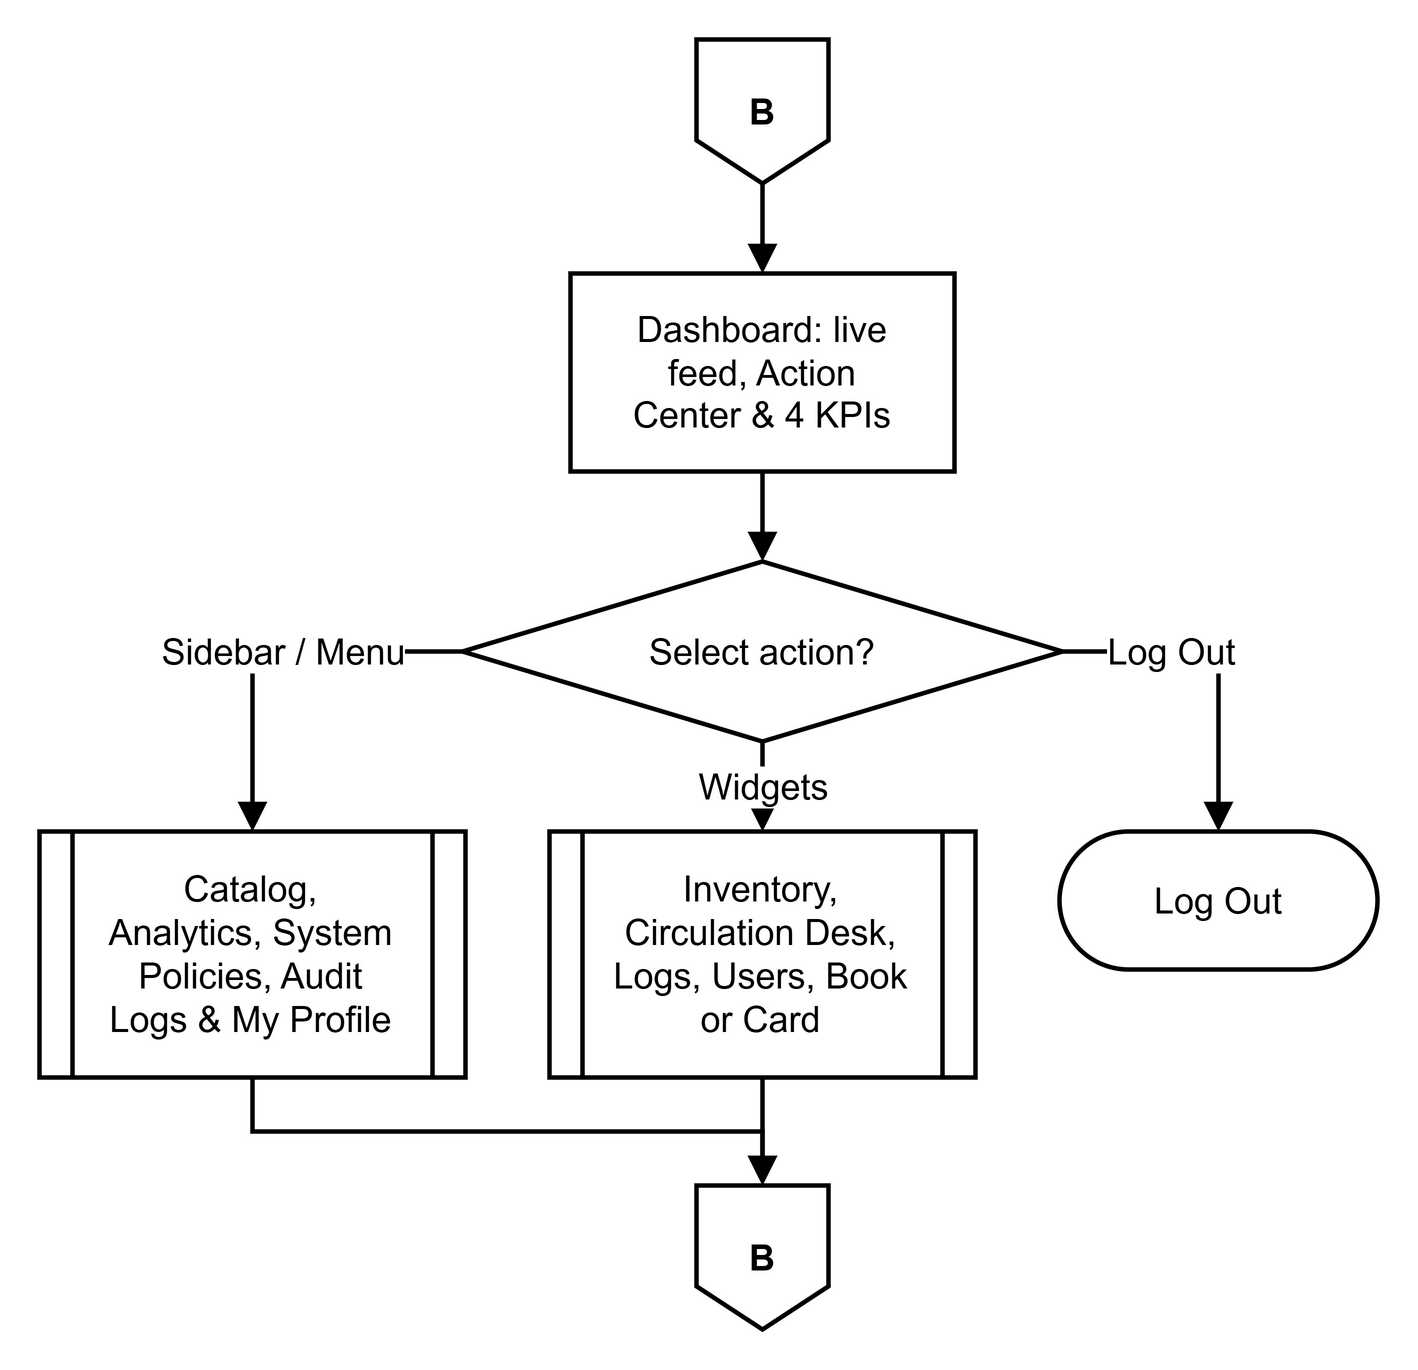 B
Dashboard: live
feed, Action
Center & 4 KPIs
Select action?
Sidebar / Menu
Log Out
Widgets
Catalog,
Analytics, System
Policies, Audit
Logs & My Profile
Inventory,
Circulation Desk,
Logs, Users, Book
or Card
Log Out
B